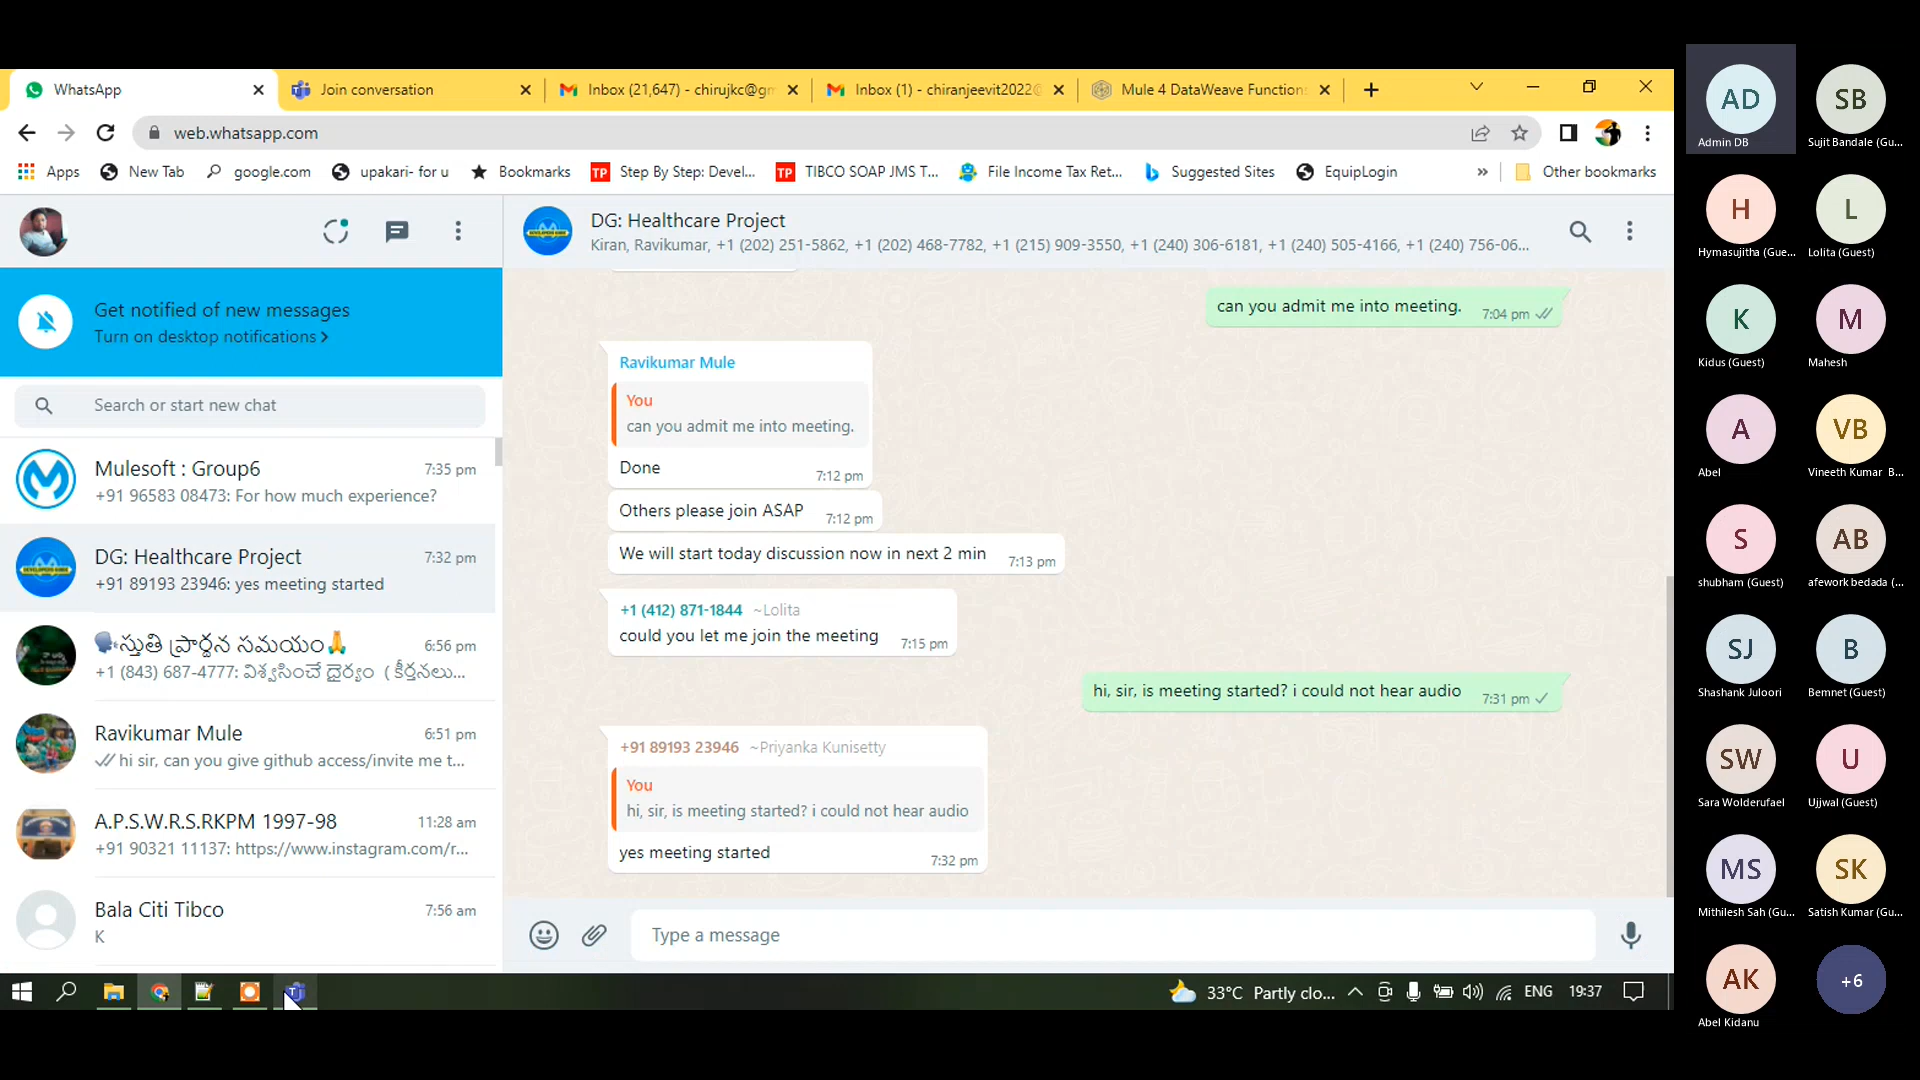 WhatsApp
Join conversation
Inbox (21,647) - chirujkc@gm
Inbox (1) - chiranjeevit2022@
Mule 4 DataWeave Functions
web.whatsapp.com
Apps
New Tab
google.com
upakari- for u
Bookmarks
TP
Step By Step: Devel...
TP
TIBCO SOAP JMS T...
File Income Tax Ret...
Suggested Sites
EquipLogin
»
Other bookmarks
Get notified of new messages
Turn on desktop notifications >
Search or start new chat
Mulesoft : Group6
7:35 pm
+91 96583 08473: For how much experience?
DG: Healthcare Project
7:32 pm
+91 89193 23946: yes meeting started
🗣️స్తుతి ప్రార్థన సమయం🙏
6:56 pm
+1 (843) 687-4777: విశ్వసించే ధైర్యం ( కీర్తనలు...
Ravikumar Mule
6:51 pm
hi sir, can you give github access/invite me t...
A.P.S.W.R.S.RKPM 1997-98
11:28 am
+91 90321 11137: https://www.instagram.com/r...
Bala Citi Tibco
7:56 am
K
DG: Healthcare Project
Kiran, Ravikumar, +1 (202) 251-5862, +1 (202) 468-7782, +1 (215) 909-3550, +1 (240) 306-6181, +1 (240) 505-4166, +1 (240) 756-06...
can you admit me into meeting.
7:04 pm
Ravikumar Mule
You
can you admit me into meeting.
Done
7:12 pm
Others please join ASAP
7:12 pm
We will start today discussion now in next 2 min
7:13 pm
+1 (412) 871-1844 ~Lolita
could you let me join the meeting
7:15 pm
hi, sir, is meeting started? i could not hear audio
7:31 pm
+91 89193 23946 ~Priyanka Kunisetty
You
hi, sir, is meeting started? i could not hear audio
yes meeting started
7:32 pm
Type a message
33°C Partly clo...
ENG
19:37
AD
Admin DB
SB
Sujit Bandale (Gu...
H
Hymasujitha (Gue...
L
Lolita (Guest)
K
Kidus (Guest)
M
Mahesh
A
Abel
VB
Vineeth Kumar B...
S
shubham (Guest)
AB
afework bedada (...
SJ
Shashank Juloori
B
Bemnet (Guest)
SW
Sara Wolderufael
U
Ujjwal (Guest)
MS
Mithilesh Sah (Gu...
SK
Satish Kumar (Gu...
AK
Abel Kidanu
+6